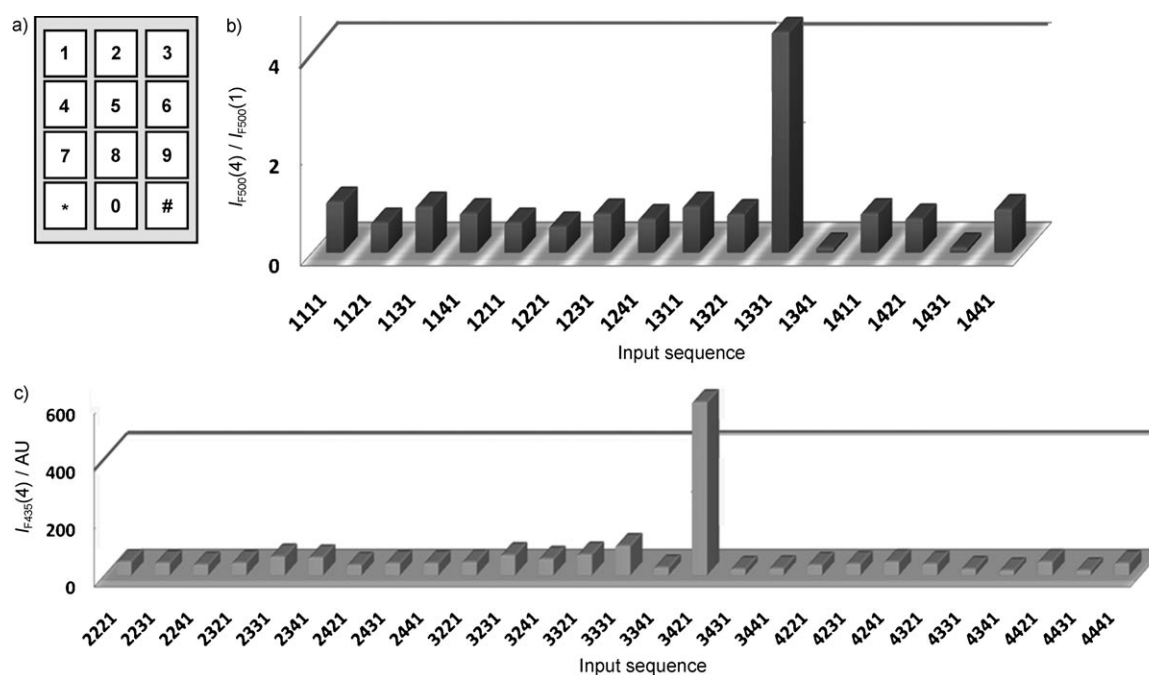 a)
1 2 3
4 5 6
7 8 9
* 0 #
b)
I_F500(4) / I_F500(1)
4
2
0
1111 1121 1131 1141 1211 1221 1231 1241 1311 1321 1331 1341 1411 1421 1431 1441
Input sequence
c)
I_F435(4) / AU
600
400
200
0
2221 2231 2241 2321 2331 2341 2421 2431 2441 3221 3231 3241 3321 3331 3341 3421 3431 3441 4221 4231 4241 4321 4331 4341 4421 4431 4441
Input sequence